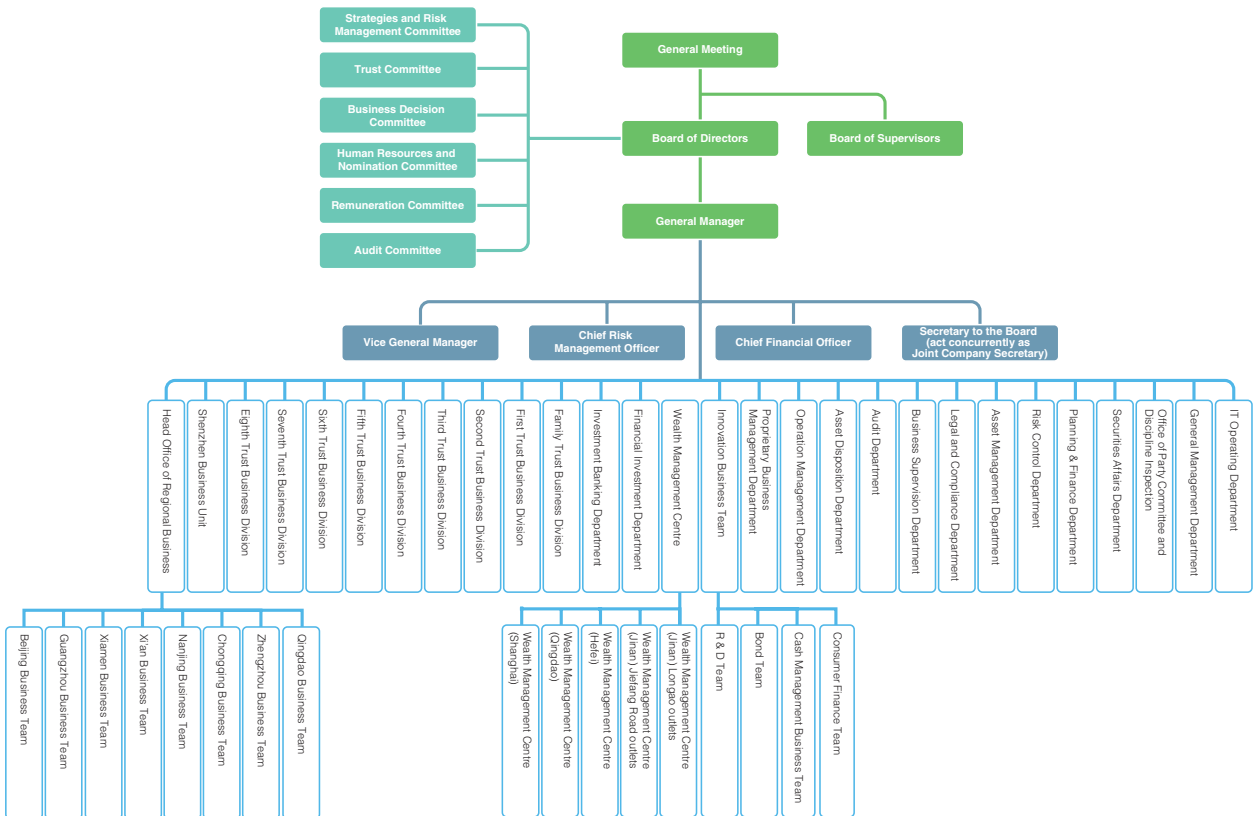 Strategies and Risk
Management Committee
Trust Committee
Business Decision
Committee
Human Resources and
Nomination Committee
Remuneration Committee
Audit Committee
General Meeting
Board of Directors
Board of Supervisors
General Manager
Vice General Manager
Chief Risk
Management Officer
Chief Financial Officer
Secretary to the Board
(act concurrently as
Joint Company Secretary)
Head Office of Regional Business
Shenzhen Business Unit
Eighth Trust Business Division
Seventh Trust Business Division
Sixth Trust Business Division
Fifth Trust Business Division
Fourth Trust Business Division
Third Trust Business Division
Second Trust Business Division
First Trust Business Division
Family Trust Business Division
Investment Banking Department
Financial Investment Department
Wealth Management Centre
Innovation Business Team
Proprietary Business
Management Department
Operation Management Department
Asset Disposition Department
Audit Department
Business Supervision Department
Legal and Compliance Department
Asset Management Department
Risk Control Department
Planning & Finance Department
Securities Affairs Department
Office of Party Committee and
Discipline Inspection
General Management Department
IT Operating Department
Beijing Business Team
Guangzhou Business Team
Xiamen Business Team
Xi'an Business Team
Nanjing Business Team
Chongqing Business Team
Zhengzhou Business Team
Qingdao Business Team
Wealth Management Centre
(Shanghai)
Wealth Management Centre
(Qingdao)
Wealth Management Centre
(Hefei)
Wealth Management Centre
(Jinan) Jiefang Road outlets
Wealth Management Centre
(Jinan) Longao outlets
R & D Team
Bond Team
Cash Management Business Team
Consumer Finance Team